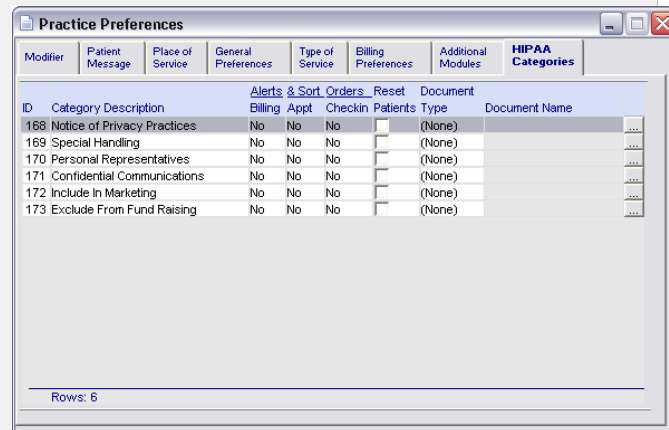 Practice Preferences
Modifier
Patient Message
Place of Service
General Preferences
Type of Service
Billing Preferences
Additional Modules
HIPAA Categories
Alerts & Sort Orders Reset Document
ID Category Description Billing Appt Checkin Patients Type Document Name
168 Notice of Privacy Practices No No No (None) ...
169 Special Handling No No No (None) ...
170 Personal Representatives No No No (None) ...
171 Confidential Communications No No No (None) ...
172 Include In Marketing No No No (None) ...
173 Exclude From Fund Raising No No No (None) ...
Rows: 6